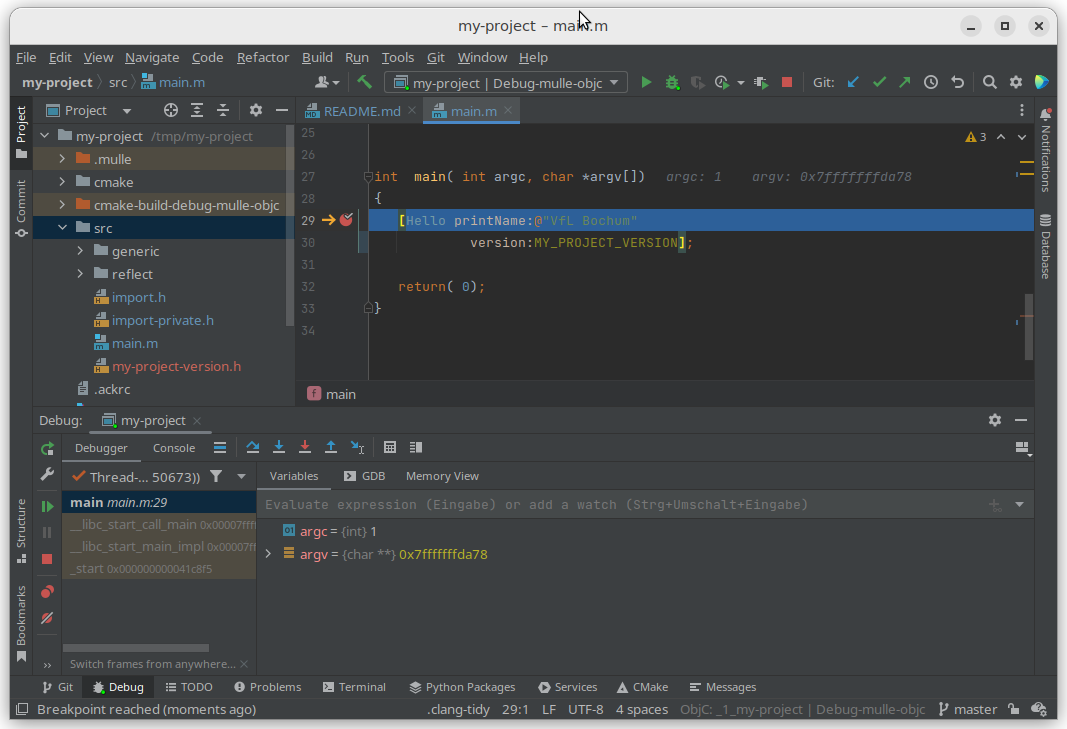 my-project – main.m
File Edit View Navigate Code Refactor Build Run Tools Git Window Help
my-project src main.m my-project | Debug-mulle-objc Git:
Project README.md main.m
Project
Commit
Structure
Bookmarks
my-project /tmp/my-project
.mulle
cmake
cmake-build-debug-mulle-objc
src
generic
reflect
import.h
import-private.h
main.m
my-project-version.h
.ackrc
25
26
27 int main( int argc, char *argv[]) argc: 1 argv: 0x7fffffffda78
28 {
29 [Hello printName:@"VfL Bochum"
30 version:MY_PROJECT_VERSION];
31
32 return( 0);
33 }
34
3
f main
Notifications
Database
Debug: my-project
Debugger Console
Thread-... 50673))
main main.m:29
__libc_start_call_main 0x00007fff
__libc_start_main_impl 0x00007ff
_start 0x000000000041c8f5
Switch frames from anywhere...
Variables GDB Memory View
Evaluate expression (Eingabe) or add a watch (Strg+Umschalt+Eingabe)
01 argc = {int} 1
argv = {char **} 0x7fffffffda78
Git Debug TODO Problems Terminal Python Packages Services CMake Messages
Breakpoint reached (moments ago) .clang-tidy 29:1 LF UTF-8 4 spaces ObjC: _1_my-project | Debug-mulle-objc master